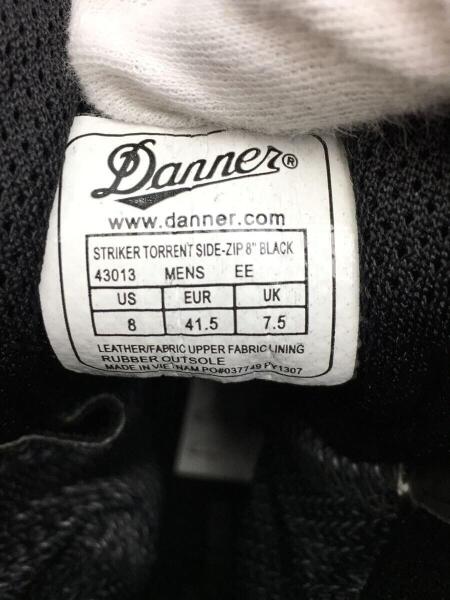 Danner®
www.danner.com
STRIKER TORRENT SIDE-ZIP 8" BLACK
43013 MENS EE
US EUR UK
8 41.5 7.5
LEATHER/FABRIC UPPER FABRIC LINING
RUBBER OUTSOLE
MADE IN VIETNAM PO#037749 PY1307